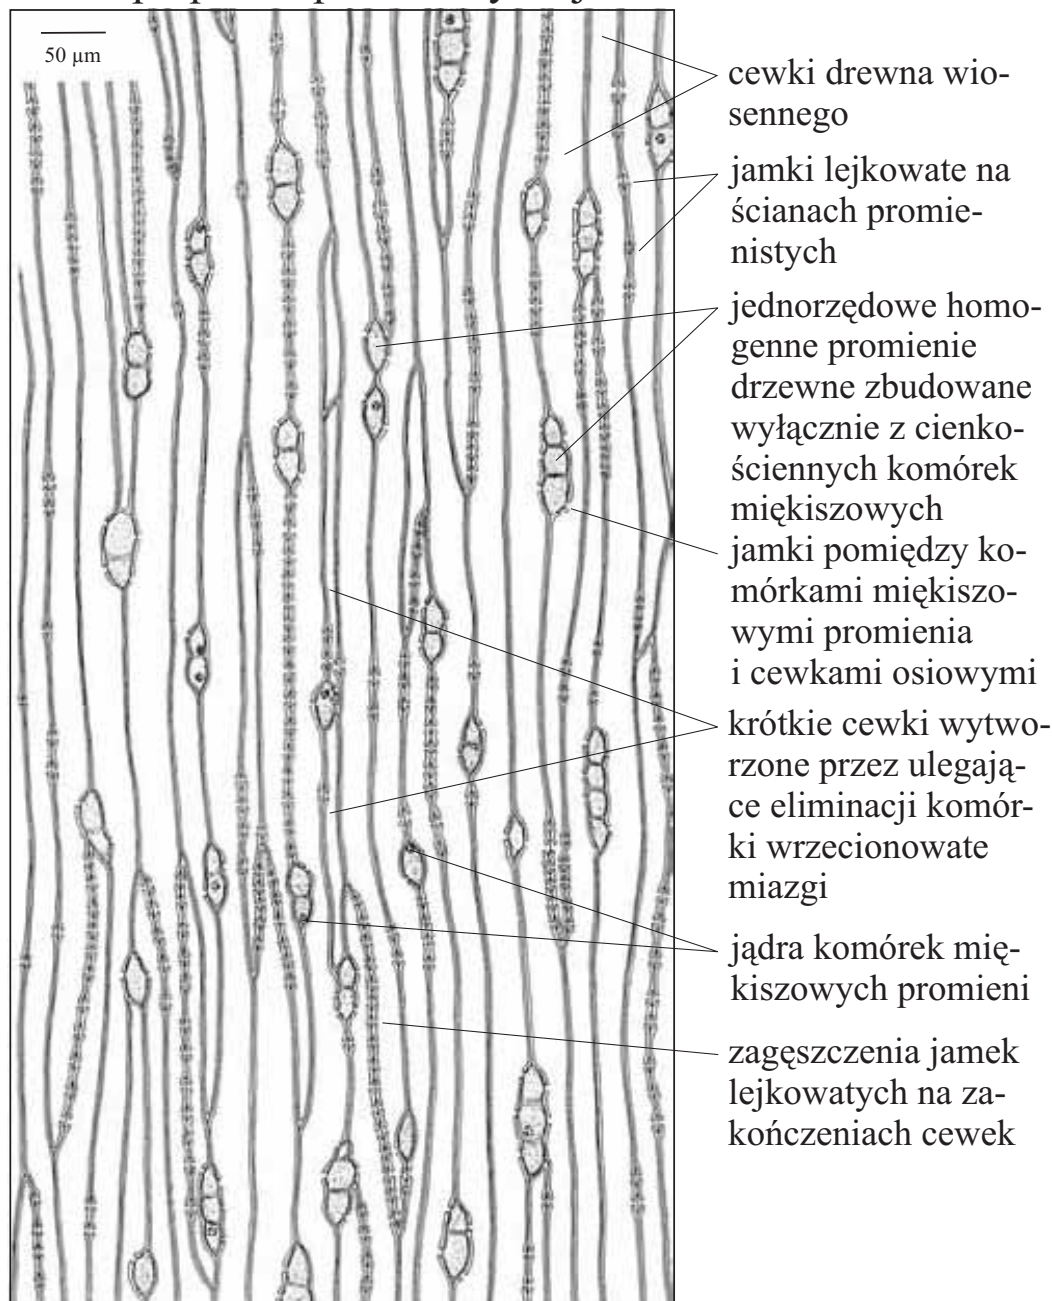 50 µm
cewki drewna wio-
sennego
jamki lejkowate na
ścianach promie-
nistych
jednorzędowe homo-
genne promienie
drzewne zbudowane
wyłącznie z cienko-
ściennych komórek
miękiszowych
jamki pomiędzy ko-
mórkami miękiszo-
wymi promienia
i cewkami osiowymi
krótkie cewki wytwo-
rzone przez ulegają-
ce eliminacji komór-
ki wrzecionowate
miazgi
jądra komórek mię-
kiszowych promieni
zagęszczenia jamek
lejkowatych na za-
kończeniach cewek